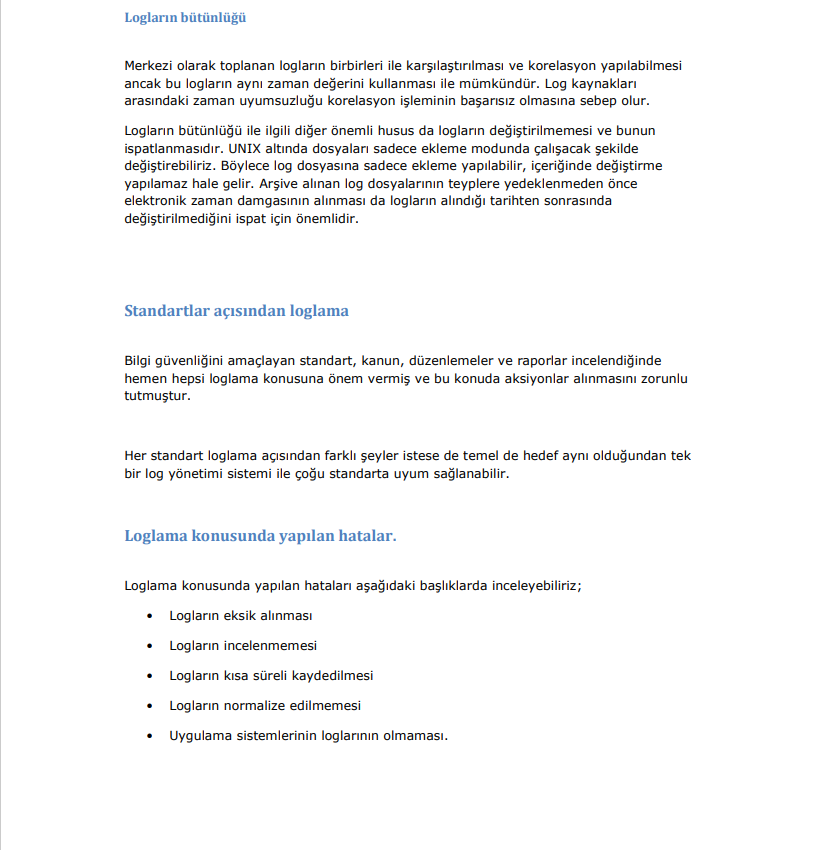 Logların bütünlüğü
Merkezi olarak toplanan logların birbirleri ile karşılaştırılması ve korelasyon yapılabilmesi
ancak bu logların aynı zaman değerini kullanması ile mümkündür. Log kaynakları
arasındaki zaman uyumsuzluğu korelasyon işleminin başarısız olmasına sebep olur.
Logların bütünlüğü ile ilgili diğer önemli husus da logların değiştirilmemesi ve bunun
ispatlanmasıdır. UNIX altında dosyaları sadece ekleme modunda çalışacak şekilde
değiştirebiliriz. Böylece log dosyasına sadece ekleme yapılabilir, içeriğinde değiştirme
yapılamaz hale gelir. Arşive alınan log dosyalarının teyplere yedeklenmeden önce
elektronik zaman damgasının alınması da logların alındığı tarihten sonrasında
değiştirilmediğini ispat için önemlidir.
Standartlar açısından loglama
Bilgi güvenliğini amaçlayan standart, kanun, düzenlemeler ve raporlar incelendiğinde
hemen hepsi loglama konusuna önem vermiş ve bu konuda aksiyonlar alınmasını zorunlu
tutmuştur.
Her standart loglama açısından farklı şeyler istese de temel de hedef aynı olduğundan tek
bir log yönetimi sistemi ile çoğu standarta uyum sağlanabilir.
Loglama konusunda yapılan hatalar.
Loglama konusunda yapılan hataları aşağıdaki başlıklarda inceleyebiliriz;
• Logların eksik alınması
• Logların incelenmemesi
• Logların kısa süreli kaydedilmesi
• Logların normalize edilmemesi
• Uygulama sistemlerinin loglarının olmaması.